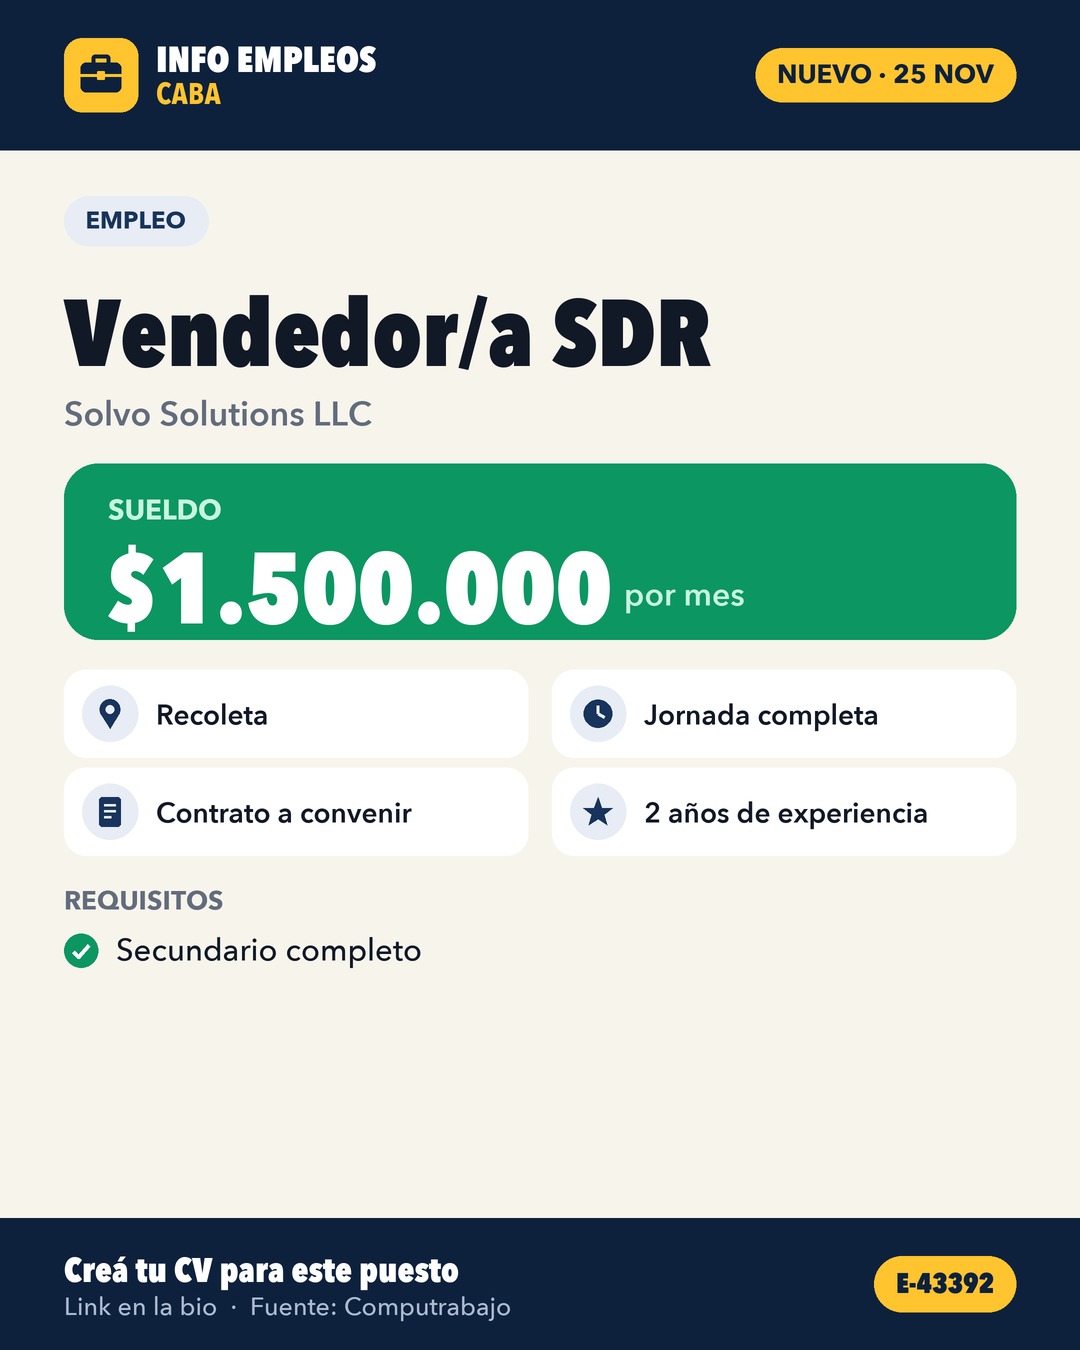 INFO EMPLEOS
CABA
NUEVO · 25 NOV
EMPLEO
Vendedor/a SDR
Solvo Solutions LLC
SUELDO
$1.500.000 por mes
Recoleta
Jornada completa
Contrato a convenir
2 años de experiencia
REQUISITOS
Secundario completo
Creá tu CV para este puesto
Link en la bio · Fuente: Computrabajo
E-43392